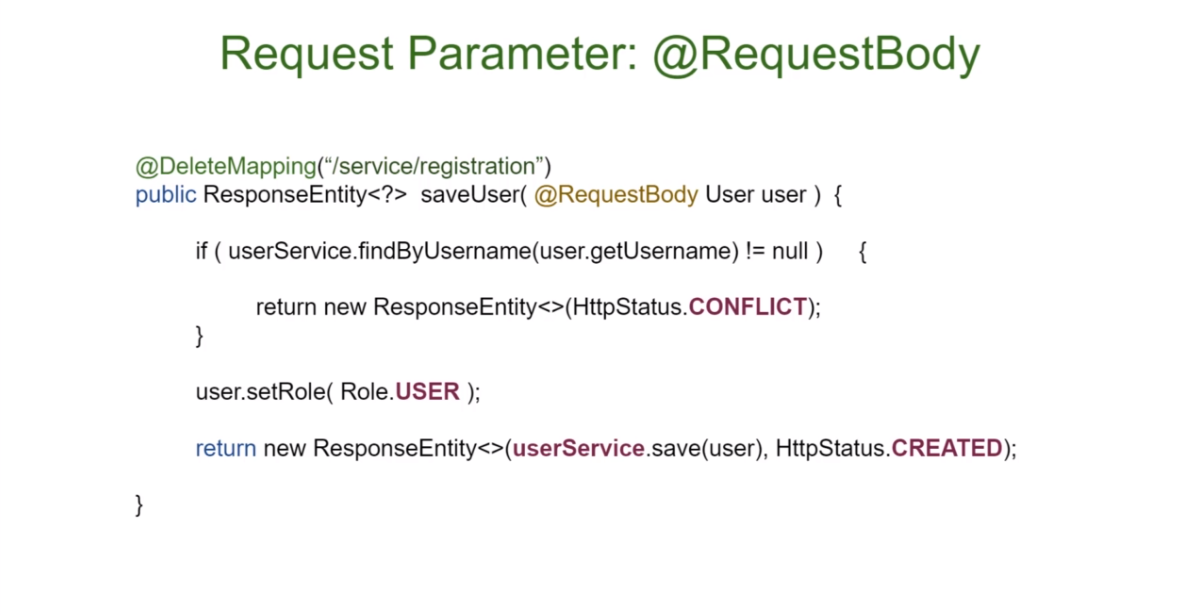 Request Parameter: @RequestBody
@DeleteMapping(“/service/registration”)
public ResponseEntity<?> saveUser( @RequestBody User user ) {
if ( userService.findByUsername(user.getUsername) != null ) {
return new ResponseEntity<>(HttpStatus.CONFLICT);
}
user.setRole( Role.USER );
return new ResponseEntity<>(userService.save(user), HttpStatus.CREATED);
}